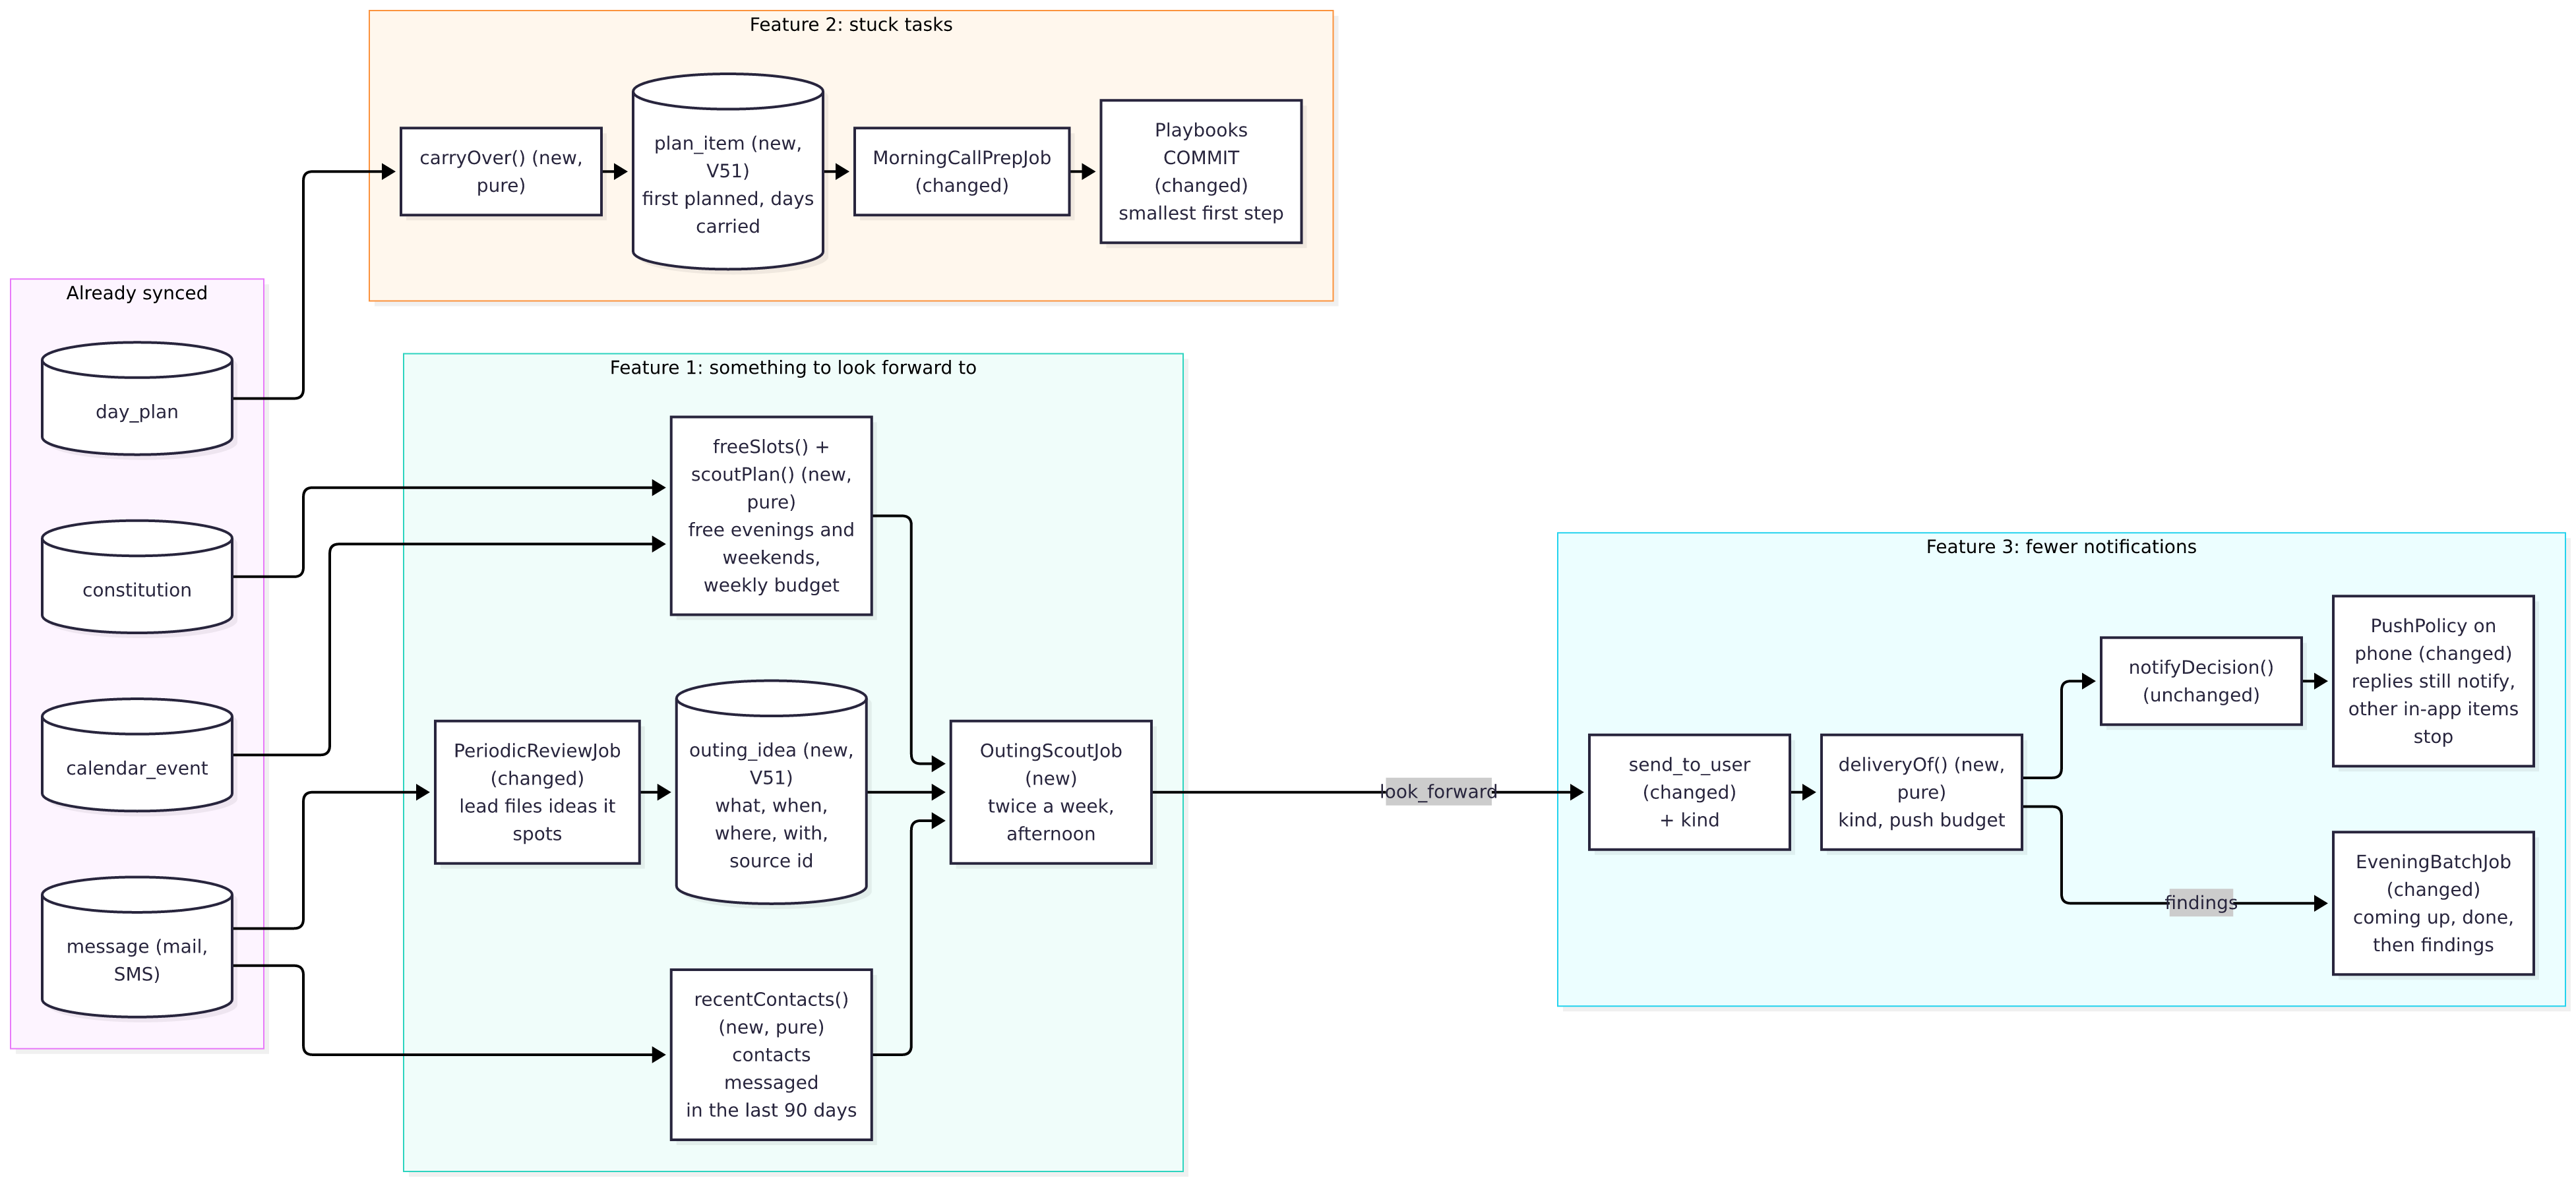 Feature 2: stuck tasks
carryOver() (new,
pure)
plan_item (new,
V51)
first planned, days
carried
MorningCallPrepJob
(changed)
Playbooks
COMMIT
(changed)
smallest first step
Already synced
day_plan
constitution
calendar_event
message (mail,
SMS)
Feature 1: something to look forward to
freeSlots() +
scoutPlan() (new,
pure)
free evenings and
weekends,
weekly budget
PeriodicReviewJob
(changed)
lead files ideas it
spots
outing_idea (new,
V51)
what, when,
where, with,
source id
OutingScoutJob
(new)
twice a week,
afternoon
recentContacts()
(new, pure)
contacts
messaged
in the last 90 days
look_forward
Feature 3: fewer notifications
send_to_user
(changed)
+ kind
deliveryOf() (new,
pure)
kind, push budget
notifyDecision()
(unchanged)
PushPolicy on
phone (changed)
replies still notify,
other in-app items
stop
findings
EveningBatchJob
(changed)
coming up, done,
then findings